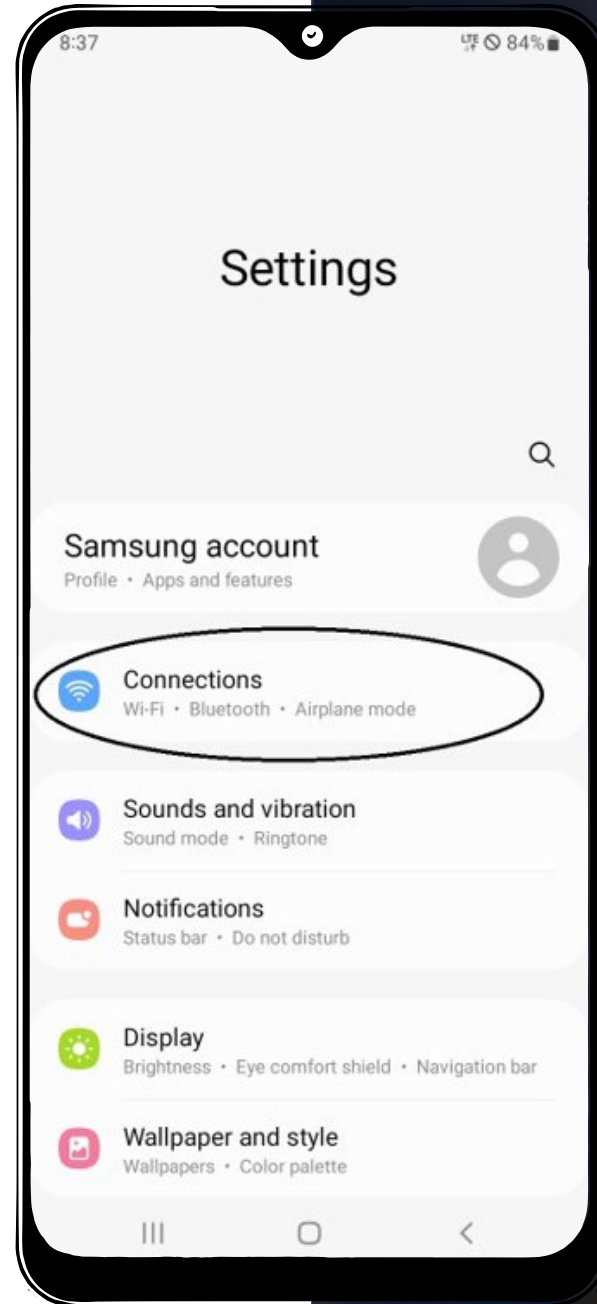 8:37
LTE 84%
Settings
Samsung account
Profile • Apps and features
Connections
Wi-Fi • Bluetooth • Airplane mode
Sounds and vibration
Sound mode • Ringtone
Notifications
Status bar • Do not disturb
Display
Brightness • Eye comfort shield • Navigation bar
Wallpaper and style
Wallpapers • Color palette